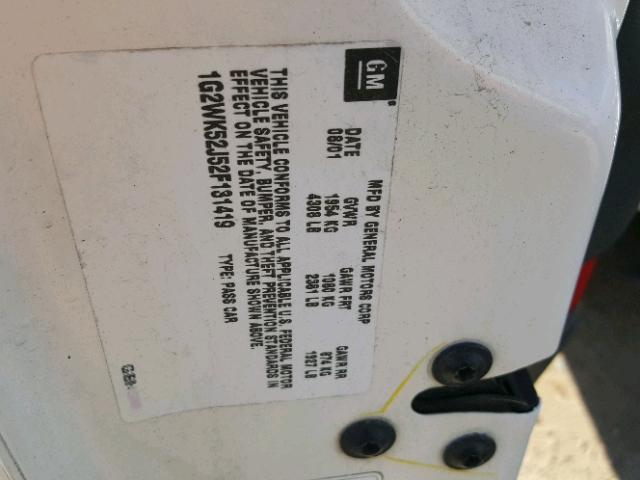 GM
MFD BY GENERAL MOTORS CORP
DATE GVWR GAWR FRT GAWR RR
08/01 1954 KG 1080 KG 874 KG
4308 LB 2381 LB 1927 LB
THIS VEHICLE CONFORMS TO ALL APPLICABLE U.S. FEDERAL MOTOR
VEHICLE SAFETY, BUMPER, AND THEFT PREVENTION STANDARDS IN
EFFECT ON THE DATE OF MANUFACTURE SHOWN ABOVE.
1G2WK52J52F131419 TYPE: PASS CAR